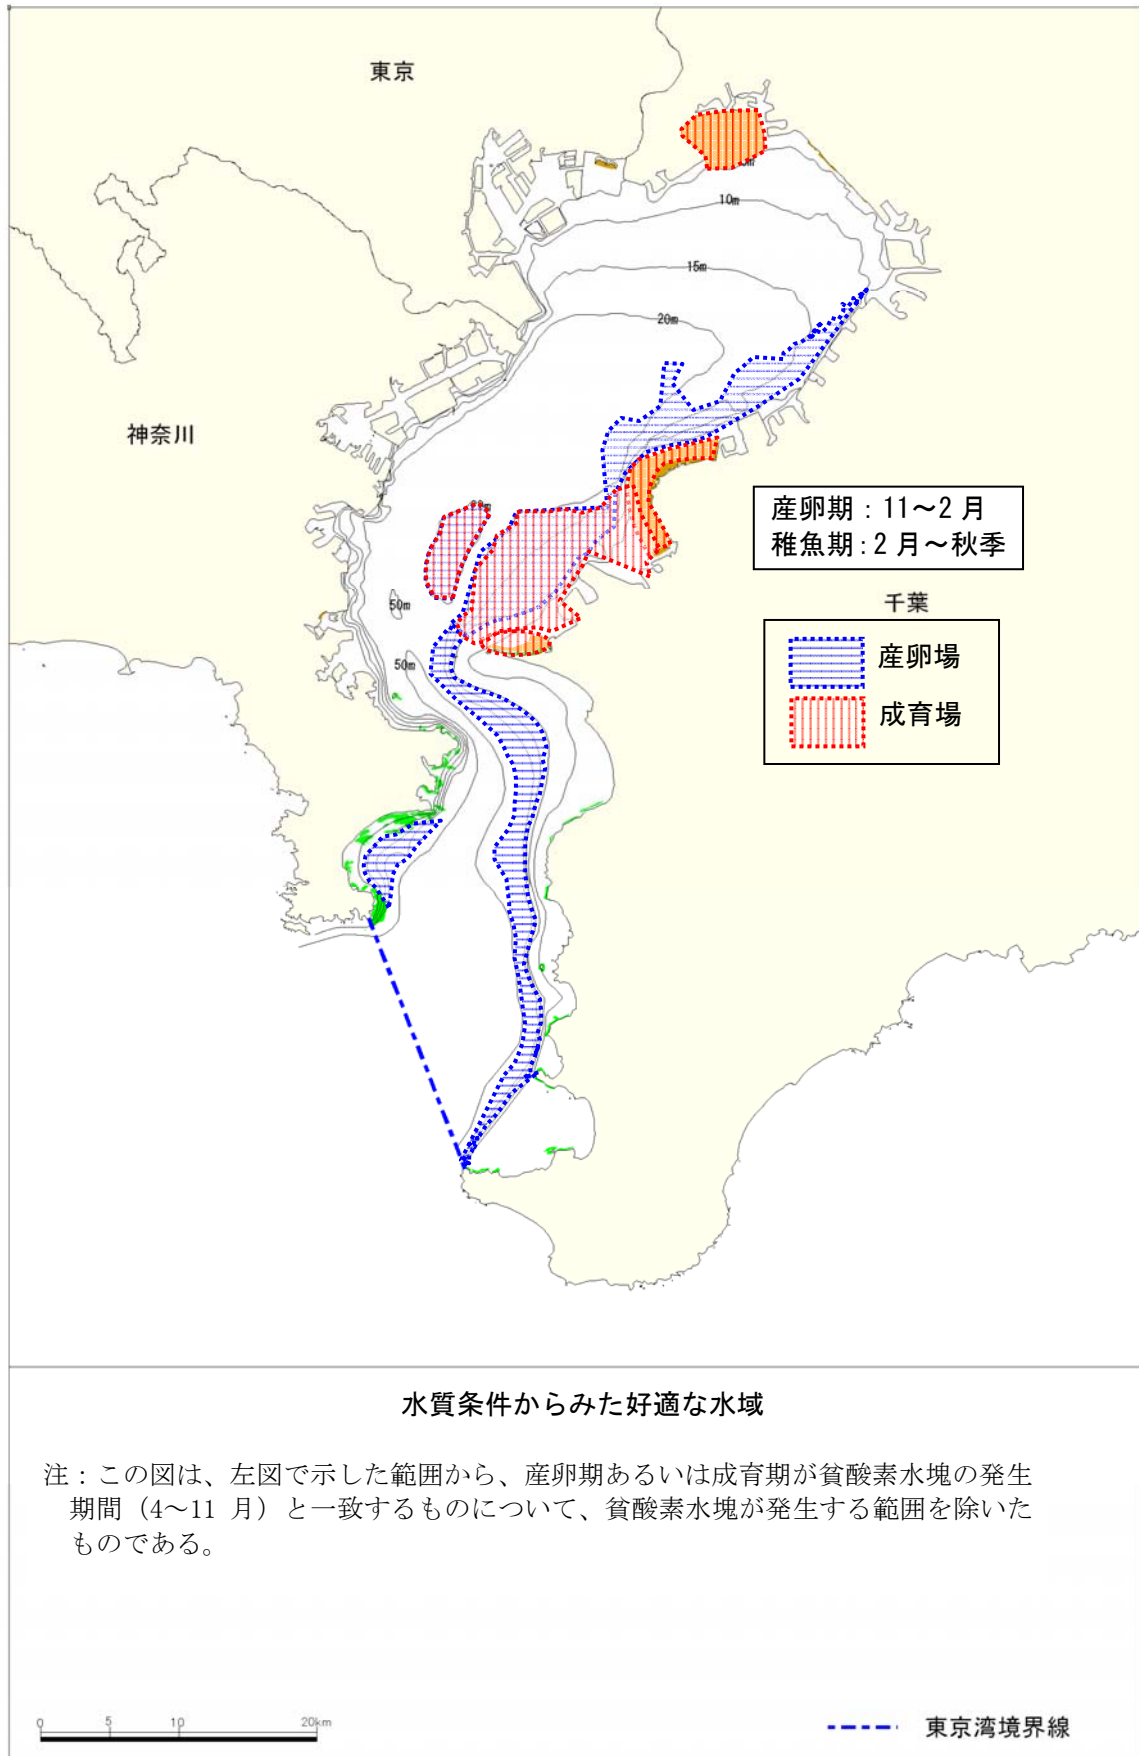 東京
10m
15m
20m
神奈川
産卵期：11～2 月
稚魚期：2 月～秋季
千葉
50m
産卵場
50m
成育場
水質条件からみた好適な水域
注：この図は、左図で示した範囲から、産卵期あるいは成育期が貧酸素水塊の発生
期間（4～11 月）と一致するものについて、貧酸素水塊が発生する範囲を除いた
ものである。
0 5 10 20km
東京湾境界線